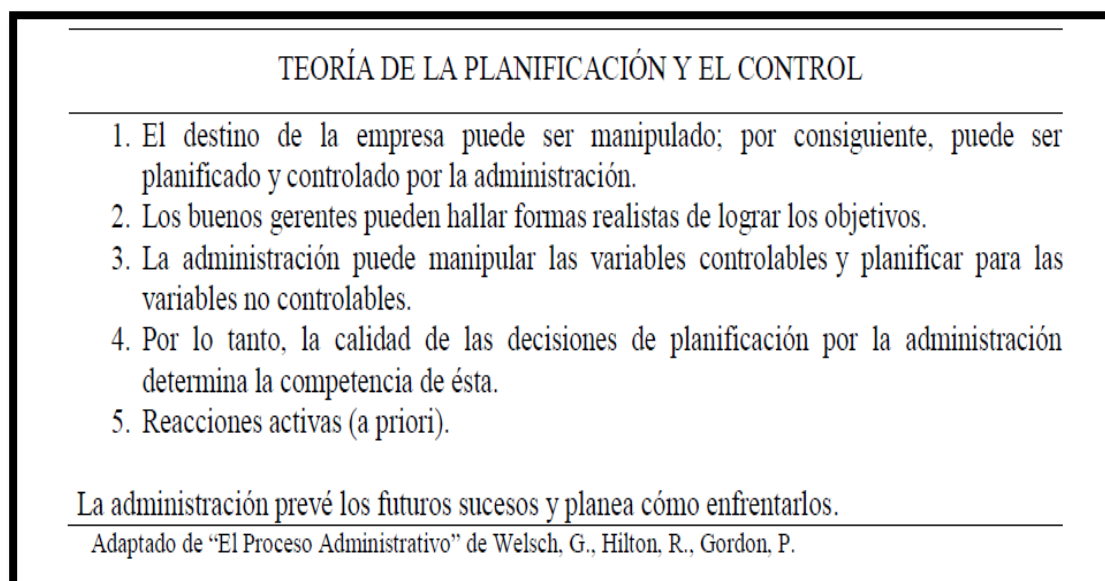 TEORÍA DE LA PLANIFICACIÓN Y EL CONTROL
1. El destino de la empresa puede ser manipulado; por consiguiente, puede ser
planificado y controlado por la administración.
2. Los buenos gerentes pueden hallar formas realistas de lograr los objetivos.
3. La administración puede manipular las variables controlables y planificar para las
variables no controlables.
4. Por lo tanto, la calidad de las decisiones de planificación por la administración
determina la competencia de ésta.
5. Reacciones activas (a priori).
La administración prevé los futuros sucesos y planea cómo enfrentarlos.
Adaptado de “El Proceso Administrativo” de Welsch, G., Hilton, R., Gordon, P.